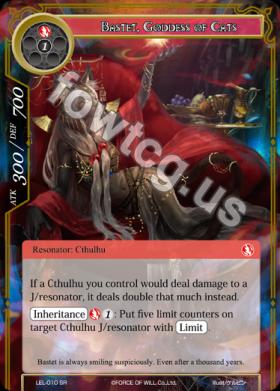 Bastet, Goddess of Cats
1
ATK 300/DEF 700
fowtcg.us
Resonator: Cthulhu
If a Cthulhu you control would deal damage to a
J/resonator, it deals double that much instead.
Inheritance 1 : Put five limit counters on
target Cthulhu J/resonator with Limit
Bastet is always smiling suspiciously. Even after a thousand years.
LEL-010 SR ©FORCE OF WILL Co.,Ltd.